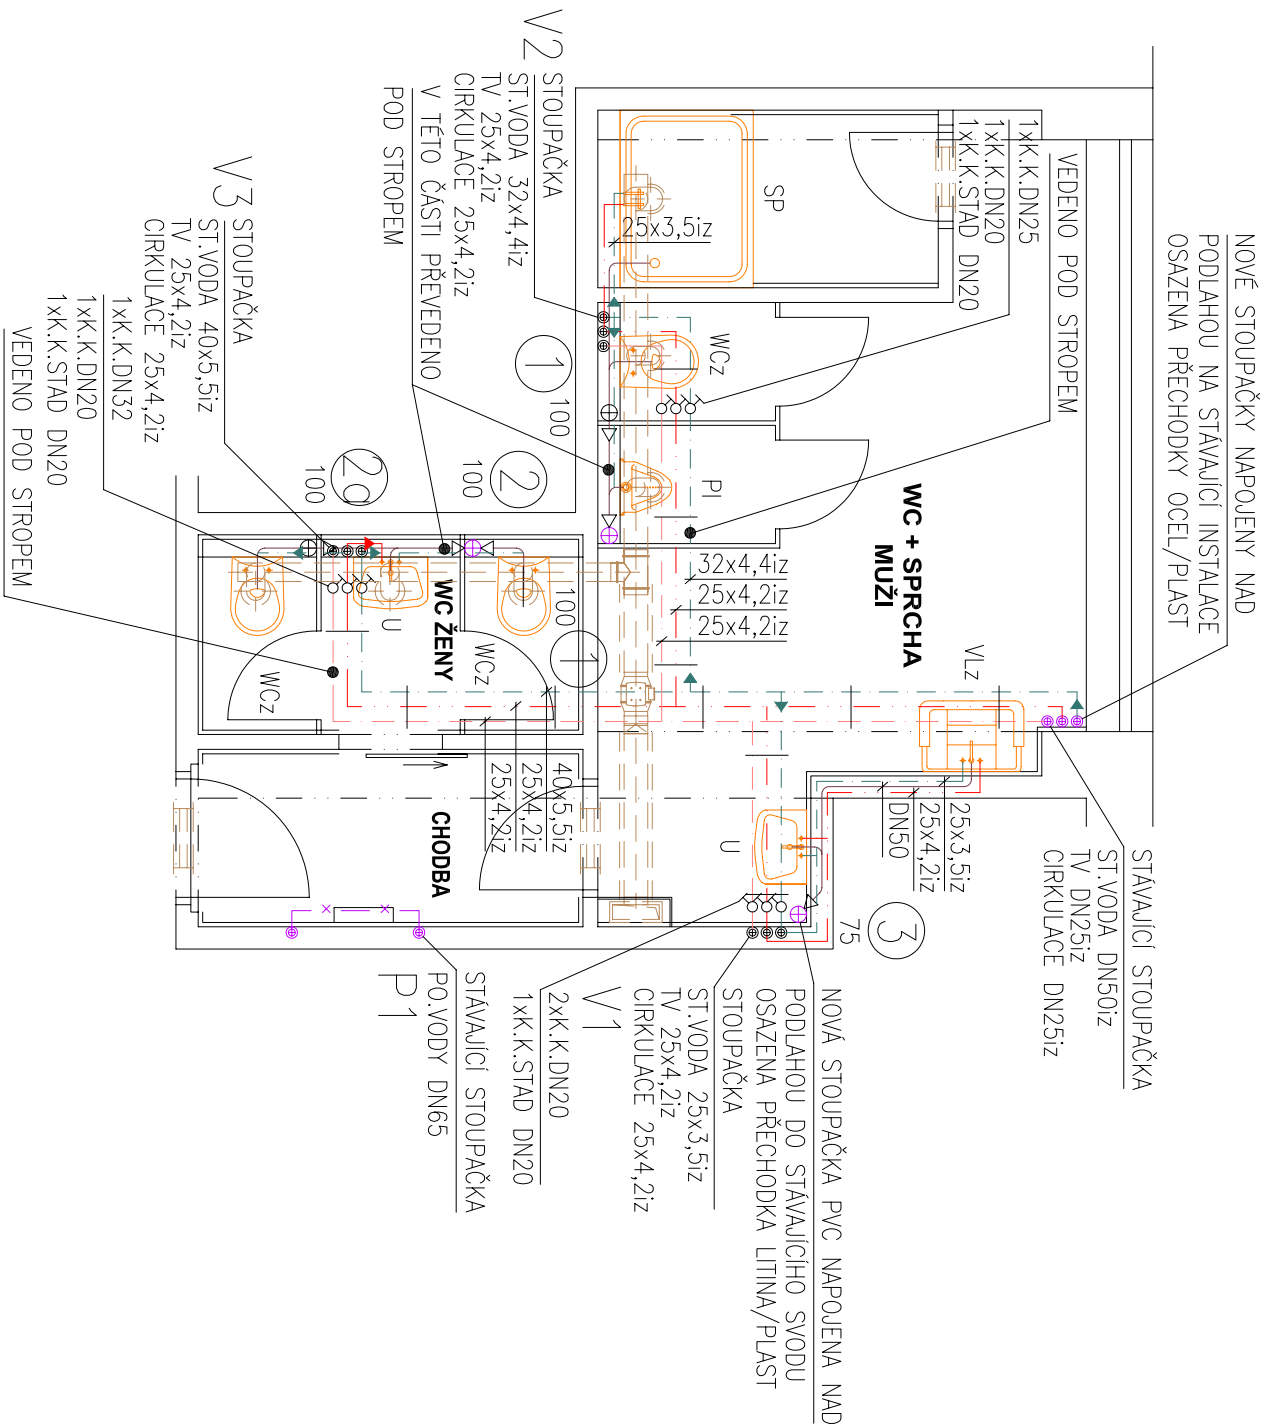 NOVÉ STOUPAČKY NAPOJENY NAD
PODLAHOU NA STÁVAJÍCÍ INSTALACE
OSAZENA PŘECHODKY OCEL/PLAST
VEDENO POD STROPEM
1xK.K.DN25
1xK.K.DN20
1xK.K.STAD DN20
V2
STOUPAČKA
ST.VODA 32x4,4iz
TV 25x4,2iz
CIRKULACE 25x4,2iz
V TÉTO ČÁSTI PŘEVEDENO
POD STROPEM
V3
STOUPAČKA
ST.VODA 40x5,5iz
TV 25x4,2iz
CIRKULACE 25x4,2iz
1xK.K.DN32
1xK.K.DN20
1xK.K.STAD DN20
VEDENO POD STROPEM
SP
25x3,5iz
WCz
PI
1
100
2
100
2a
100
WC + SPRCHA
MUŽI
32x4,4iz
25x4,2iz
25x4,2iz
VLz
WC ŽENY
U
WCz
WCz
100
1
40x5,5iz
25x4,2iz
25x4,2iz
CHODBA
U
25x3,5iz
25x4,2iz
DN50
3
75
STÁVAJÍCÍ STOUPAČKA
ST.VODA DN50iz
TV DN25iz
CIRKULACE DN25iz
NOVÁ STOUPAČKA PVC NAPOJENA NAD
PODLAHOU DO STÁVAJÍCÍHO SVODU
OSAZENA PŘECHODKA LITINA/PLAST
STOUPAČKA
ST.VODA 25x3,5iz
TV 25x4,2iz
CIRKULACE 25x4,2iz
V1
2xK.K.DN20
1xK.K.STAD DN20
STÁVAJÍCÍ STOUPAČKA
PO.VODY DN65
P1